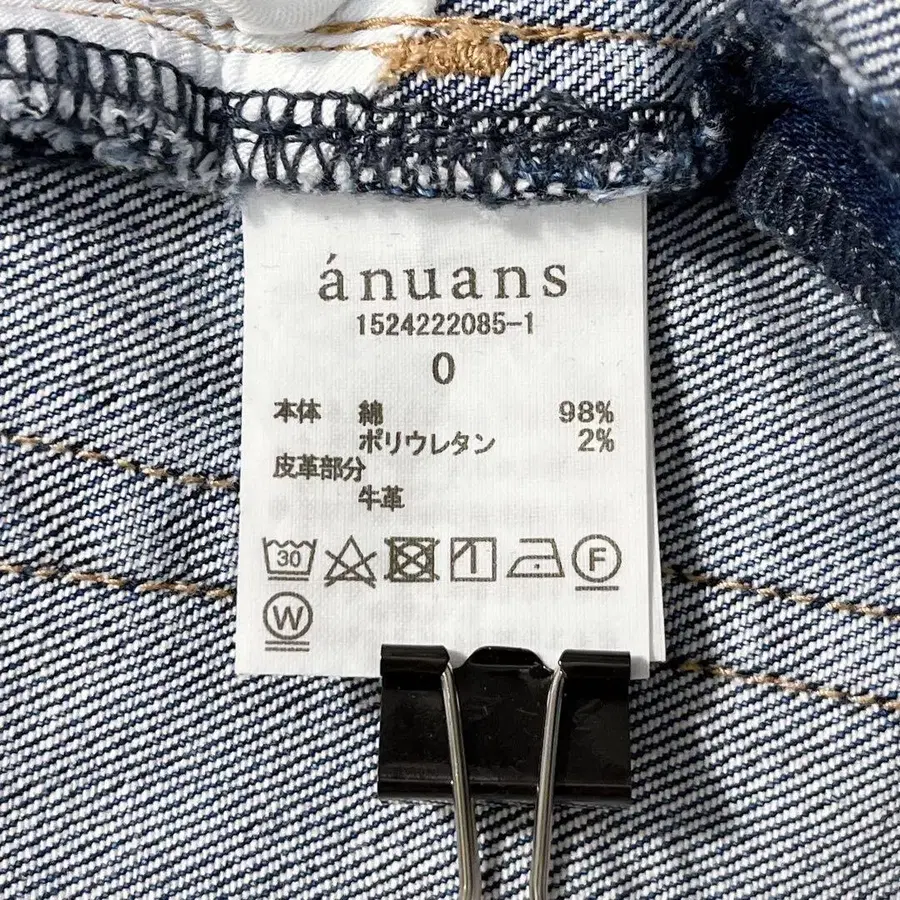 ánuans
1524222085-1
0
本体 綿 98%
ポリウレタン 2%
皮革部分
牛革
30
F
W